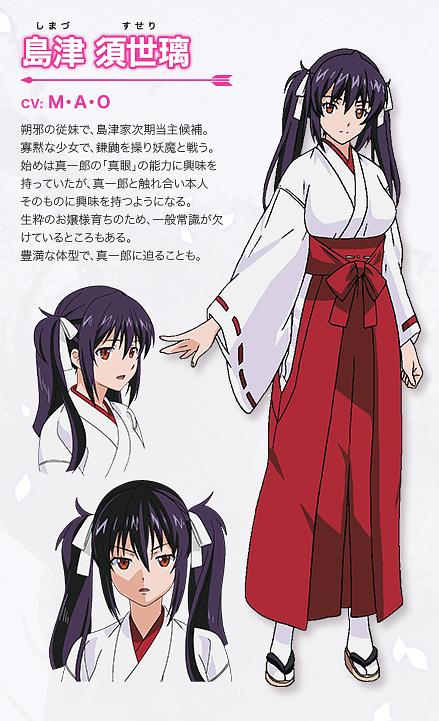 しまづ すせり
島津 須世璃
CV: M・A・O
朔邪の従妹で、島津家次期当主候補。
寡黙な少女で、鎌鼬を操り妖魔と戦う。
始めは真一郎の「真眼」の能力に興味を
持っていたが、真一郎と触れ合い本人
そのものに興味を持つようになる。
生粋のお嬢様育ちのため、一般常識が欠
けているところもある。
豊満な体型で、真一郎に迫ることも。